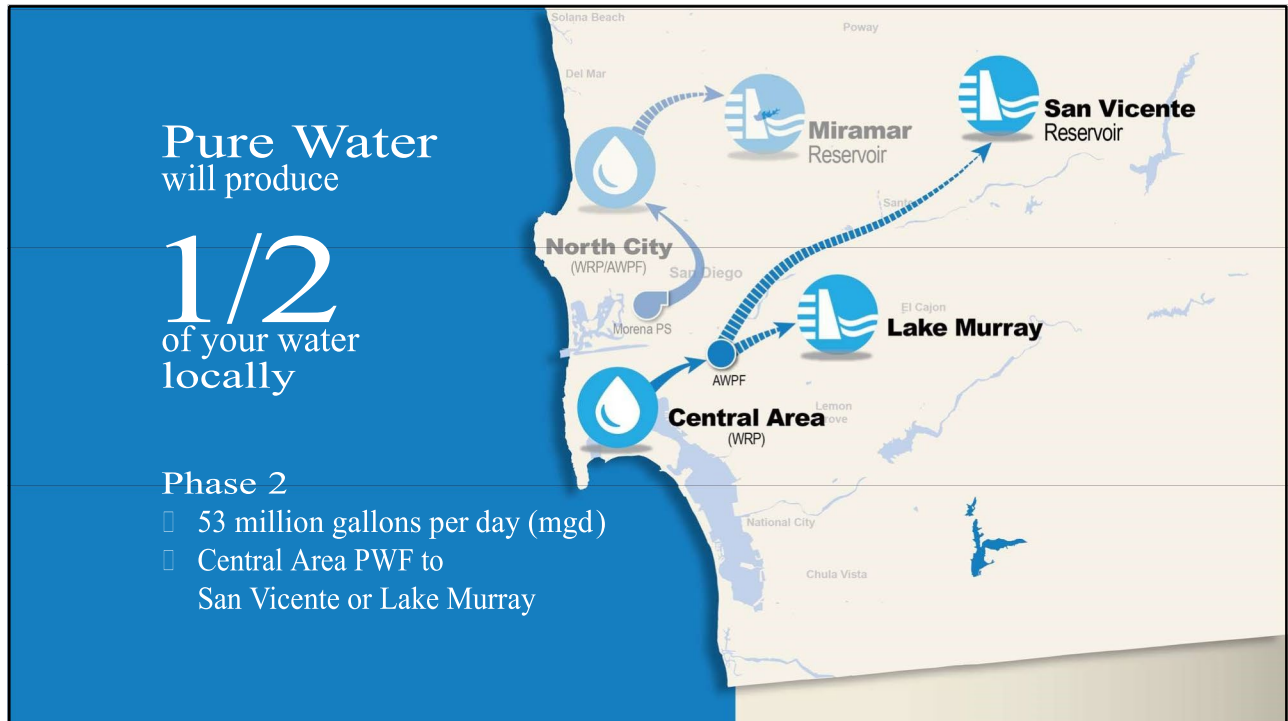 Pure Water
will produce
1/2
of your water
locally
Phase 2
53 million gallons per day (mgd)
Central Area PWF to
San Vicente or Lake Murray
Solana Beach
Poway
Del Mar
San Vicente
Reservoir
Miramar
Reservoir
North City
(WRP/AWPF)
San Diego
Morena PS
El Cajon
Lake Murray
AWPF
Central Area
(WRP)
Lemon
National City
Chula Vista